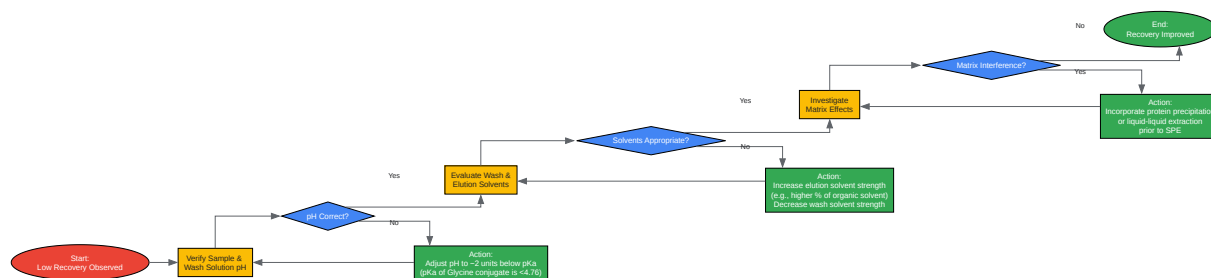 Start:
Low Recovery Observed
Verify Sample &
Wash Solution pH
pH Correct?
No
Action:
Adjust pH to ~2 units below pKa
(pKa of Glycine conjugate is <4.76)
Yes
Evaluate Wash &
Elution Solvents
Solvents Appropriate?
No
Action:
Increase elution solvent strength
(e.g., higher % of organic solvent)
Decrease wash solvent strength
Yes
Investigate
Matrix Effects
Matrix Interference?
Yes
Action:
Incorporate protein precipitation
or liquid-liquid extraction
prior to SPE
No
End:
Recovery Improved